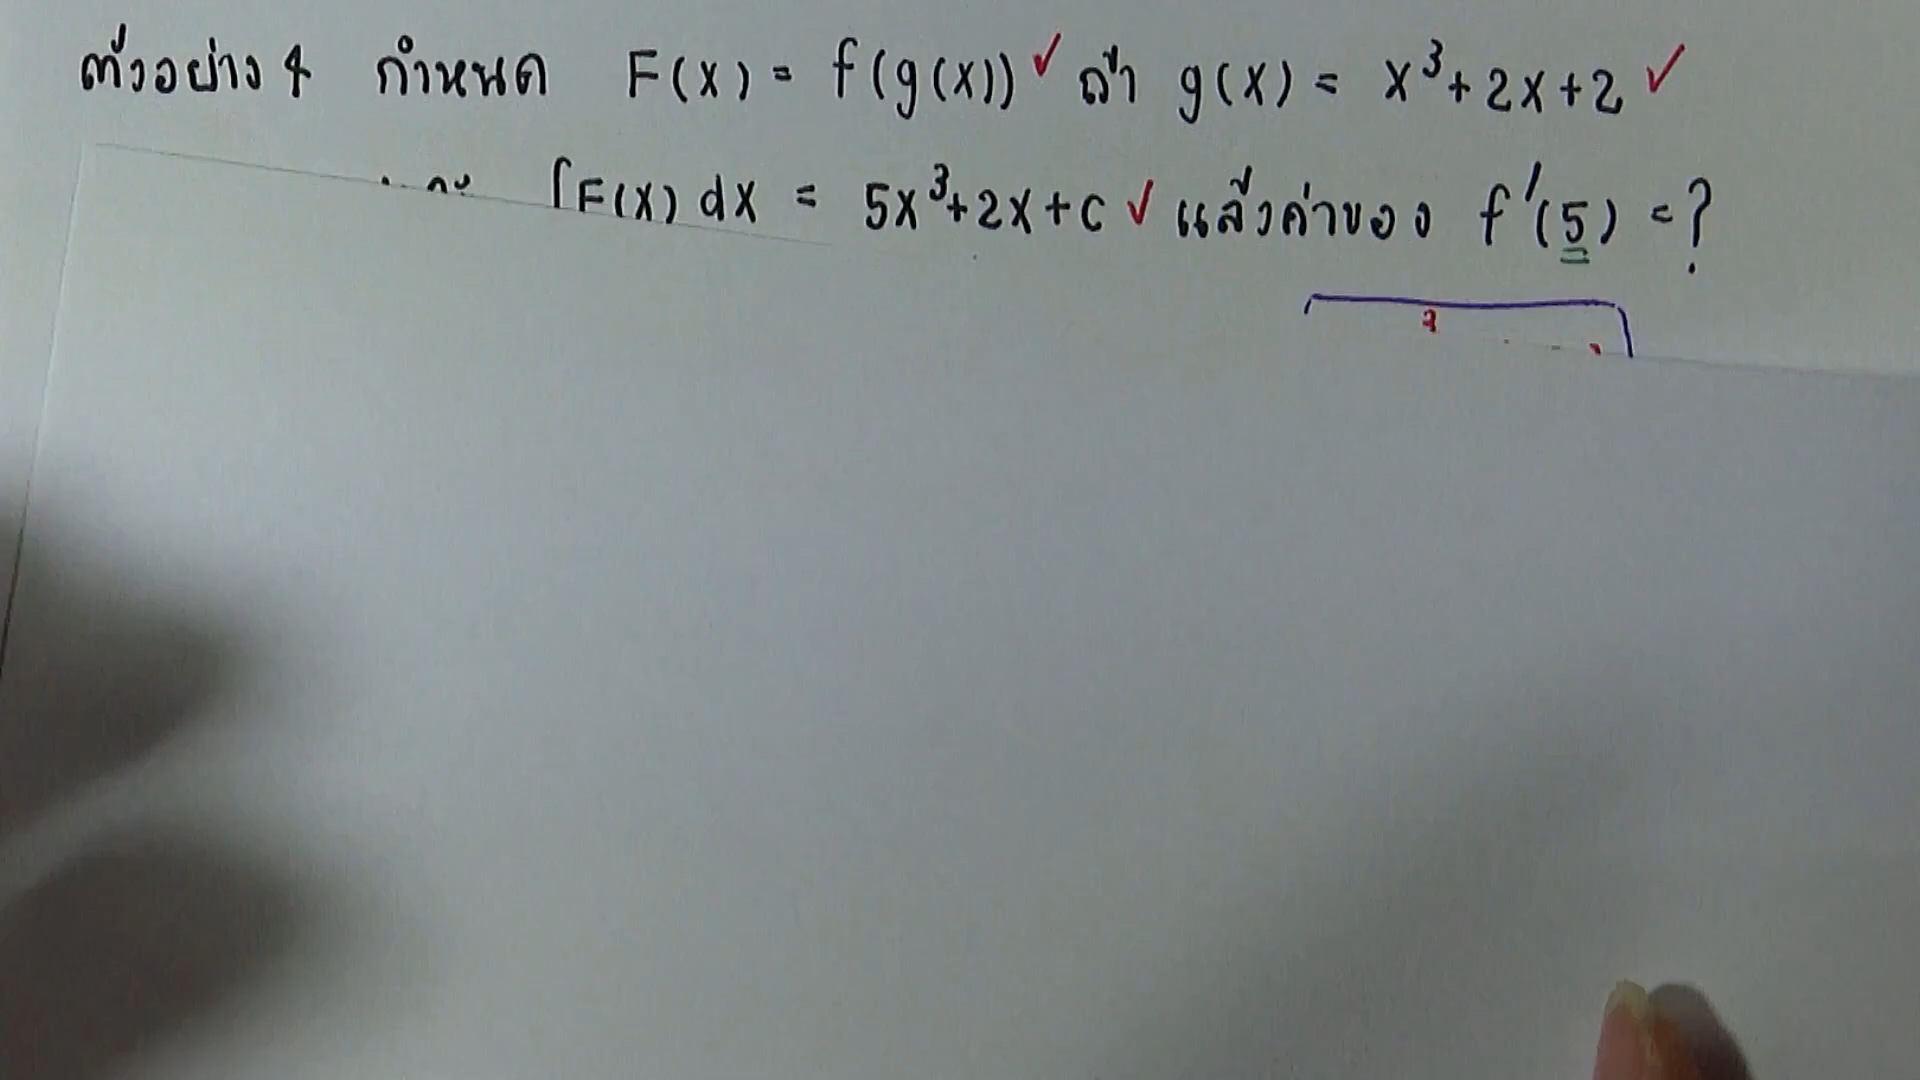 ตัวอย่าง 4 กำหนด F(x) = f(g(x)) ✓ ถ้า g(x) = x³+2x+2 ✓
∫F(x) dx = 5x³+2x+c ✓ แล้วค่าของ f'(5) = ?